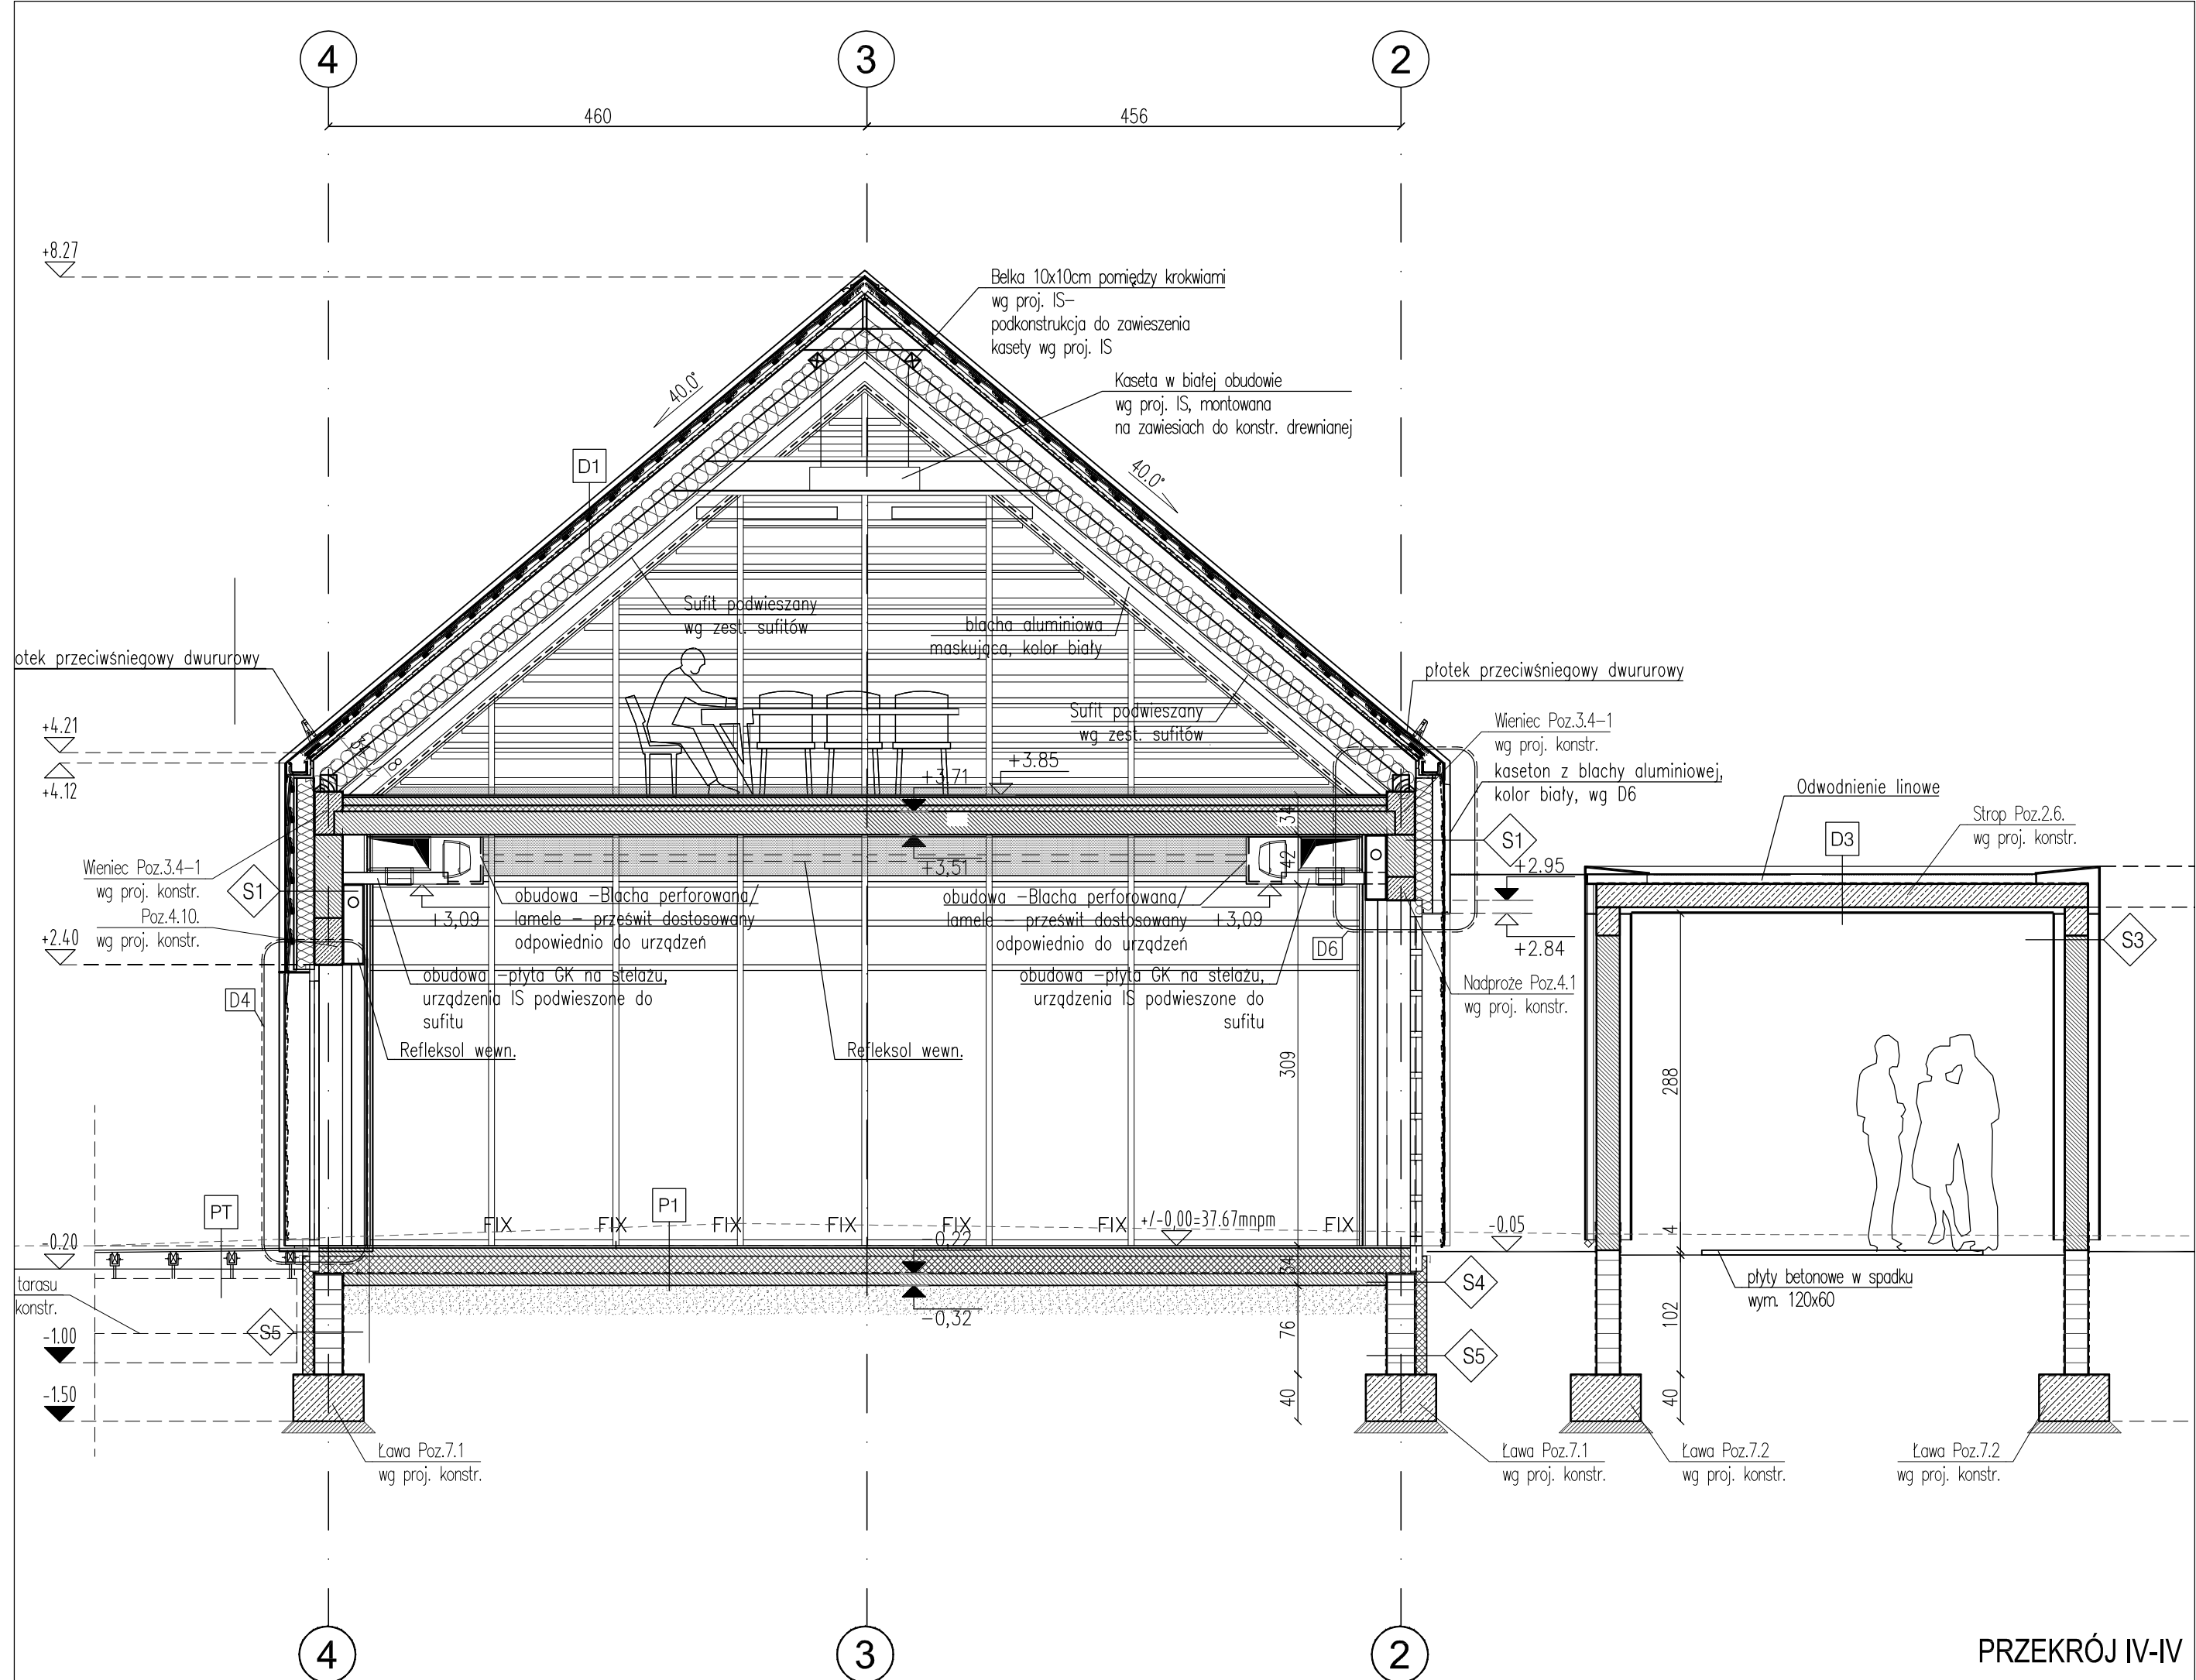 4
3
2
460
456
+8.27
Belka 10x10cm pomiędzy krokwiami
wg proj. IS–
podkonstrukcja do zawieszenia
kasety wg proj. IS
40.0°
Kaseta w białej obudowie
wg proj. IS, montowana
na zawiesiach do konstr. drewnianej
D1
40.0°
Sufit podwieszany
wg zest. sufitów
blacha aluminiowa
maskująca, kolor biały
otek przeciwśniegowy dwururowy
płotek przeciwśniegowy dwururowy
Sufit podwieszany
wg zest. sufitów
Wieniec Poz.3.4–1
wg proj. konstr.
kaseton z blachy aluminiowej,
kolor biały, wg D6
+4.21
+4.12
8
+3.71
+3.85
34
Odwodnienie linowe
Strop Poz.2.6.
wg proj. konstr.
D3
S1
Wieniec Poz.3.4–1
wg proj. konstr.
S1
Poz.4.10.
wg proj. konstr.
+2.40
+3,51
42
+2.95
+2.84
obudowa –Blacha perforowana/
lamele – prześwit dostosowany
odpowiednio do urządzeń
+3,09
obudowa –Blacha perforowana/
lamele – prześwit dostosowany
odpowiednio do urządzeń
+3,09
D6
S3
D4
obudowa –płyta GK na stelażu,
urządzenia IS podwieszone do
sufitu
obudowa –płyta GK na stelażu,
urządzenia IS podwieszone do
sufitu
Nadproże Poz.4.1
wg proj. konstr.
Refleksol wewn.
Refleksol wewn.
309
288
PT
P1
FIX
FIX
FIX
FIX
FIX
FIX
FIX
+/-0,00=37.67mnpm
-0.05
4
-0.20
-0,22
34
S4
płyty betonowe w spadku
wym. 120x60
tarasu
konstr.
-1.00
S5
-0,32
76
S5
102
-1.50
40
40
Ława Poz.7.1
wg proj. konstr.
Ława Poz.7.1
wg proj. konstr.
Ława Poz.7.2
wg proj. konstr.
Ława Poz.7.2
wg proj. konstr.
4
3
2
PRZEKRÓJ IV-IV